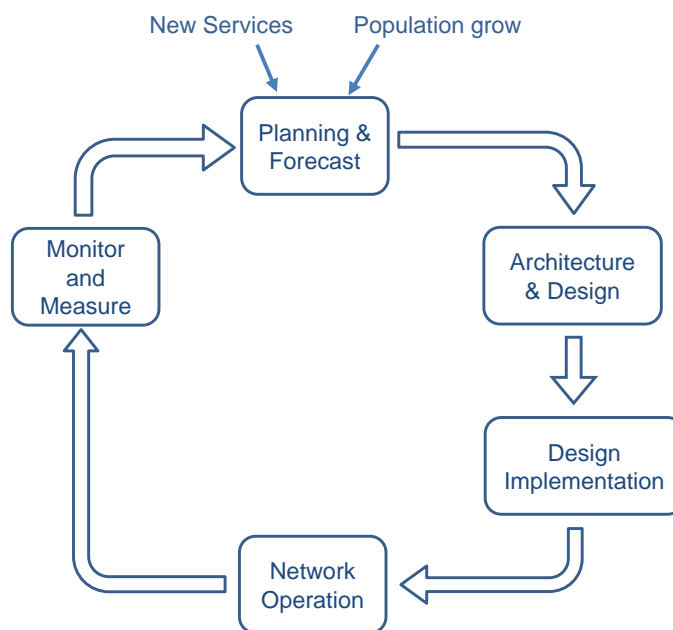 New Services
Population grow
Planning &
Forecast
Monitor
and
Measure
Architecture
& Design
Design
Implementation
Network
Operation